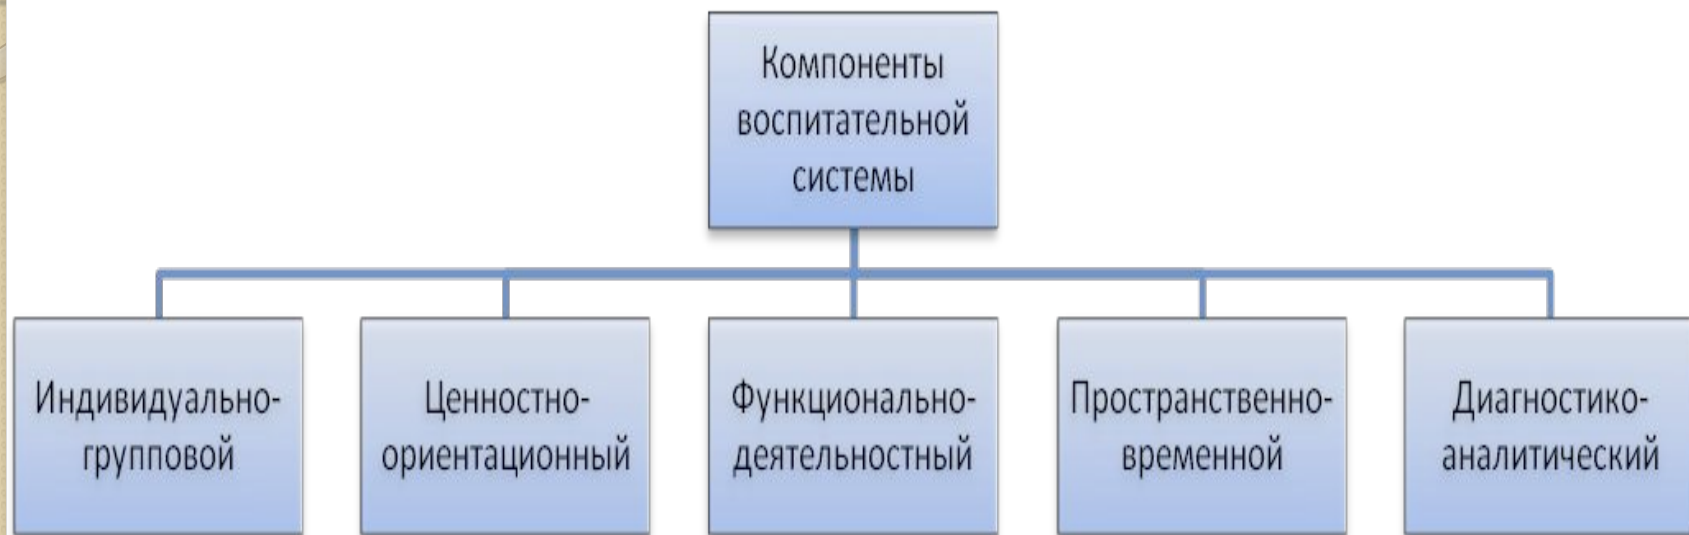 Компоненты
воспитательной
системы
Индивидуально-
групповой
Ценностно-
ориентационный
Функционально-
деятельностный
Пространственно-
временной
Диагностико-
аналитический